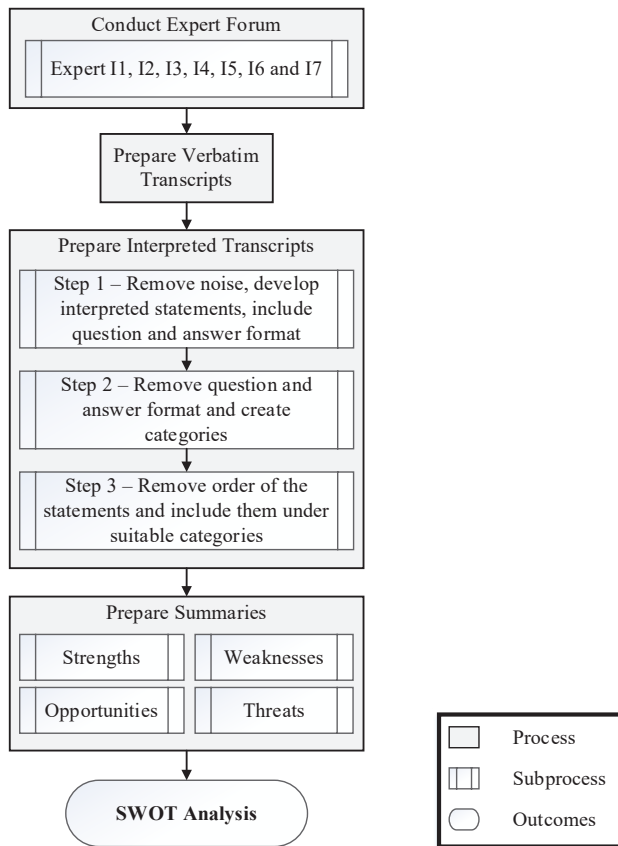 Conduct Expert Forum
Expert I1, I2, I3, I4, I5, I6 and I7
Prepare Verbatim
Transcripts
Prepare Interpreted Transcripts
Step 1 – Remove noise, develop
interpreted statements, include
question and answer format
Step 2 – Remove question and
answer format and create
categories
Step 3 – Remove order of the
statements and include them under
suitable categories
Prepare Summaries
Strengths
Weaknesses
Opportunities
Threats
SWOT Analysis
Process
Subprocess
Outcomes